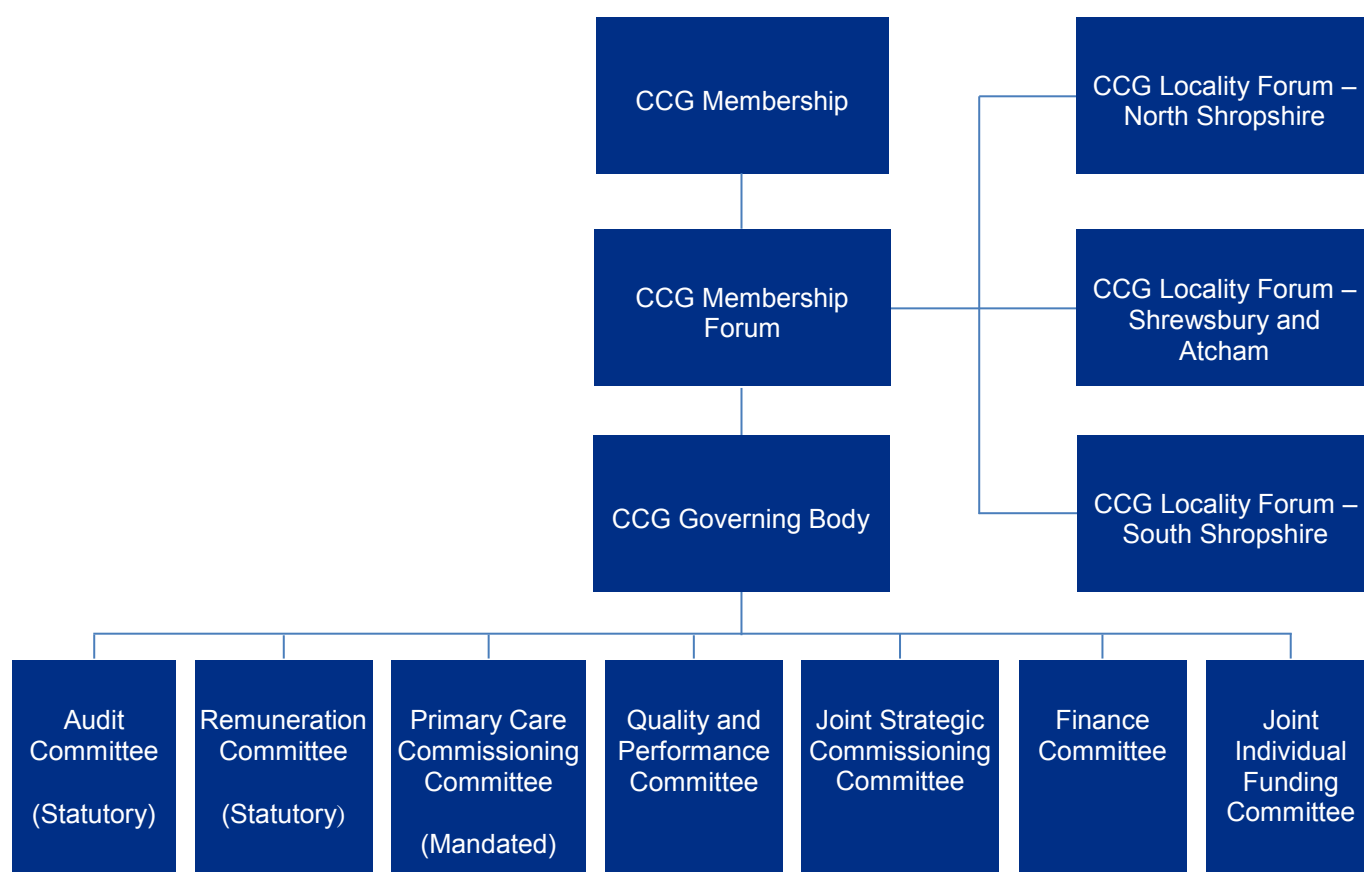 CCG Membership
CCG Locality Forum –
North Shropshire
CCG Membership
Forum
CCG Locality Forum –
Shrewsbury and
Atcham
CCG Governing Body
CCG Locality Forum –
South Shropshire
Audit
Committee
(Statutory)
Remuneration
Committee
(Statutory)
Primary Care
Commissioning
Committee
(Mandated)
Quality and
Performance
Committee
Joint Strategic
Commissioning
Committee
Finance
Committee
Joint
Individual
Funding
Committee